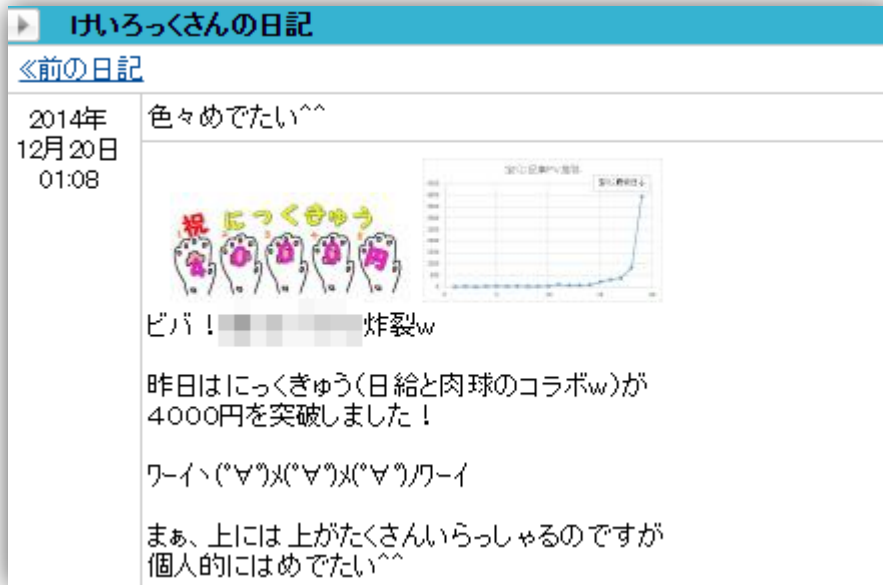 けいろっくさんの日記
≪前の日記
2014年
12月20日
01:08
色々めでたい^^
祝 にっくきゅう
円
ビバ！炸裂w
昨日はにっくきゅう(日給と肉球のコラボw)が
4000円を突破しました！
ワーイヽ(ﾟ∀ﾟ)メ(ﾟ∀ﾟ)メ(ﾟ∀ﾟ)ノワーイ
まぁ、上には上がたくさんいらっしゃるのですが
個人的にはめでたい^^